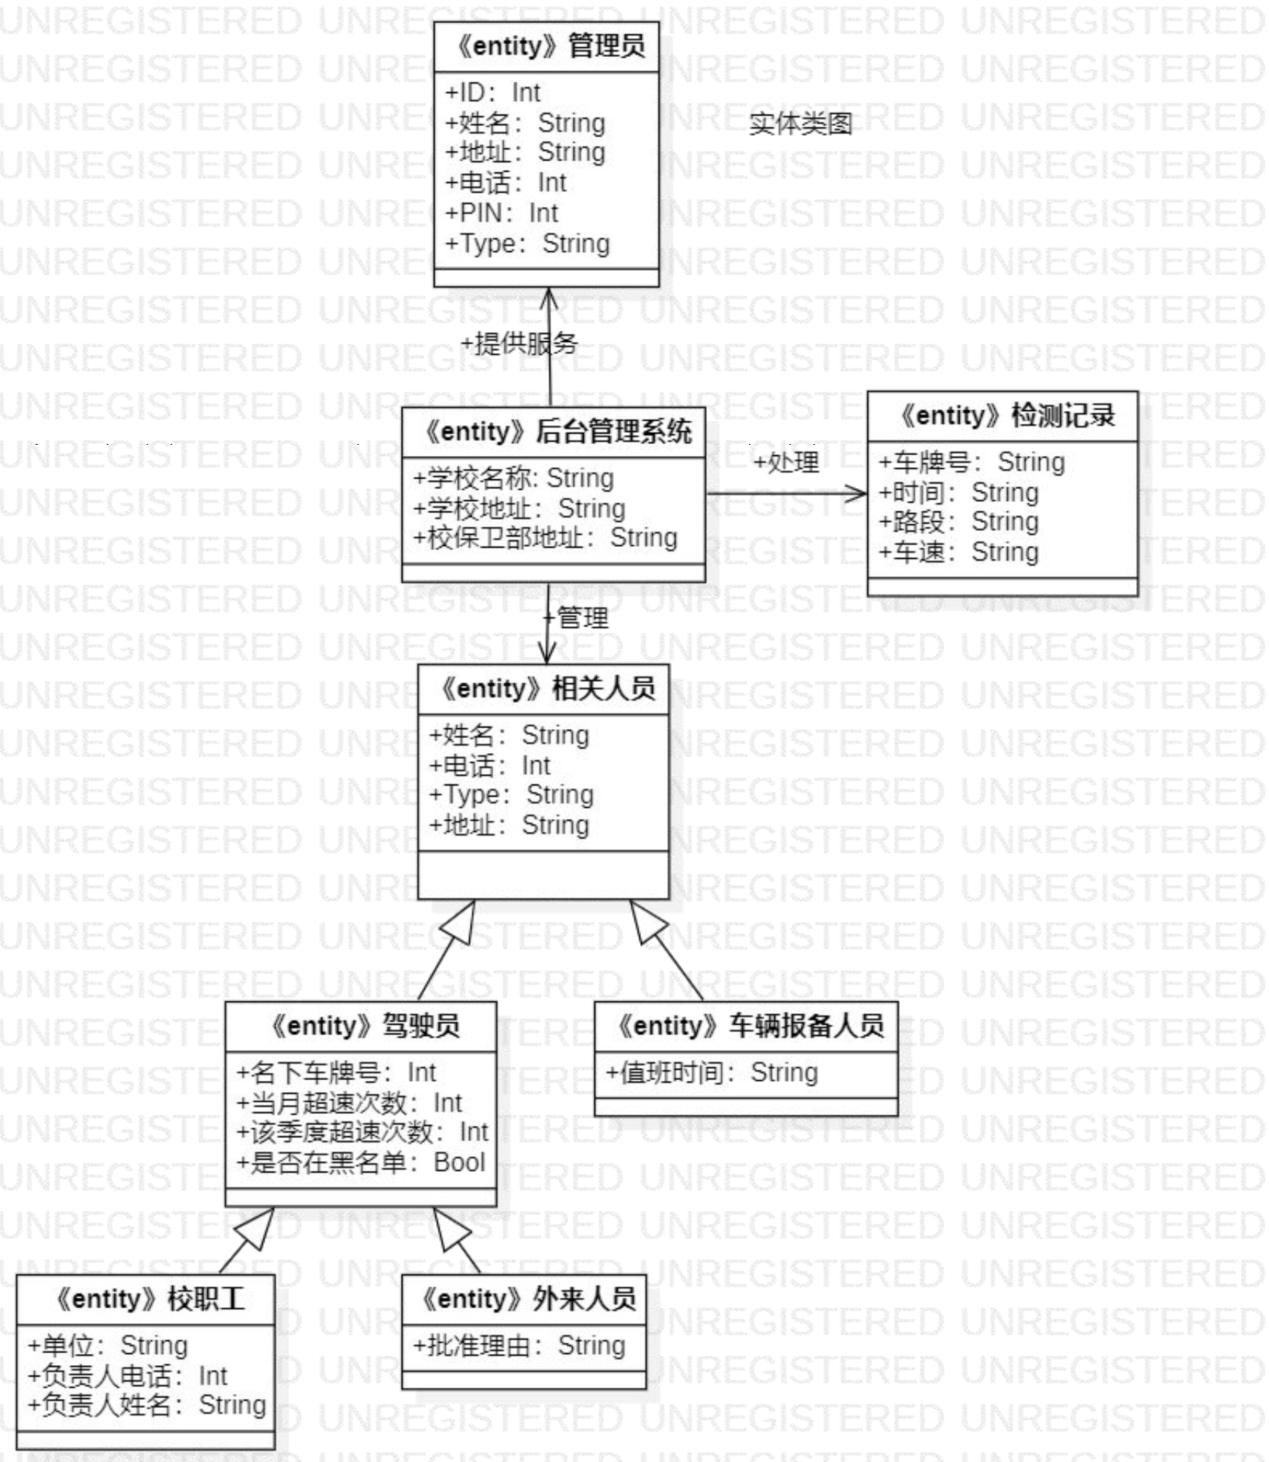 《entity》管理员
+ID：Int
+姓名：String
+地址：String
+电话：Int
+PIN：Int
+Type：String
实体类图
+提供服务
《entity》后台管理系统
+学校名称: String
+学校地址：String
+校保卫部地址：String
+处理
《entity》检测记录
+车牌号：String
+时间：String
+路段：String
+车速：String
+管理
《entity》相关人员
+姓名：String
+电话：Int
+Type：String
+地址：String
《entity》驾驶员
+名下车牌号：Int
+当月超速次数：Int
+该季度超速次数：Int
+是否在黑名单：Bool
《entity》车辆报备人员
+值班时间：String
《entity》校职工
+单位：String
+负责人电话：Int
+负责人姓名：String
《entity》外来人员
+批准理由：String
UNREGISTERED